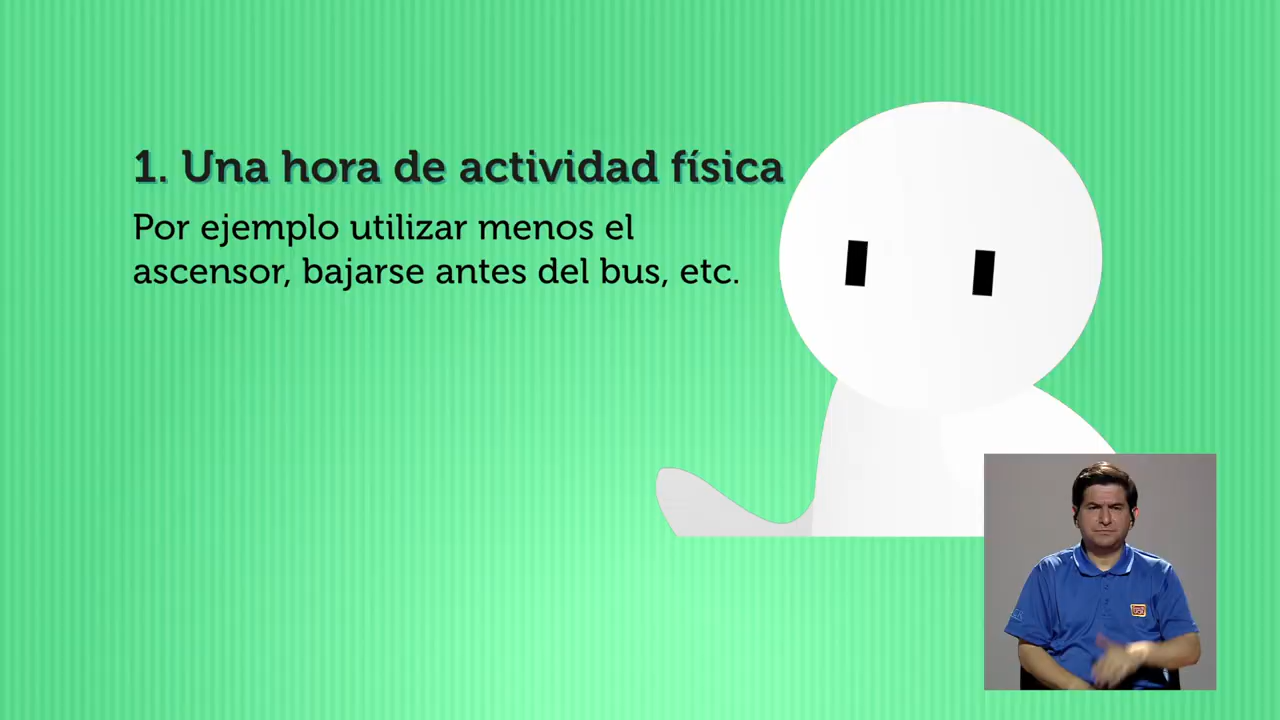 1. Una hora de actividad física
Por ejemplo utilizar menos el
ascensor, bajarse antes del bus, etc.